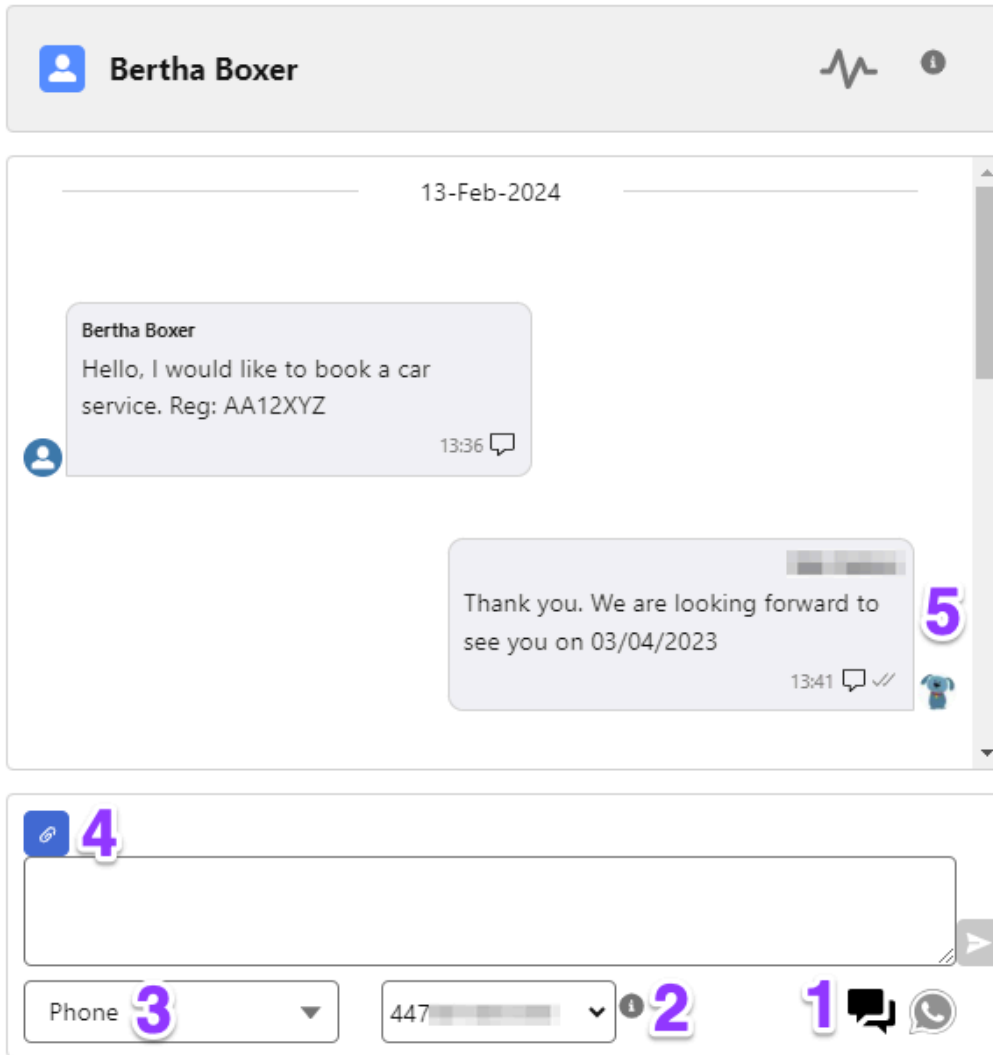 Bertha Boxer
13-Feb-2024
Bertha Boxer
Hello, I would like to book a car
service. Reg: AA12XYZ
13:36
Thank you. We are looking forward to
see you on 03/04/2023
13:41
5
4
Phone 3
447
2
1